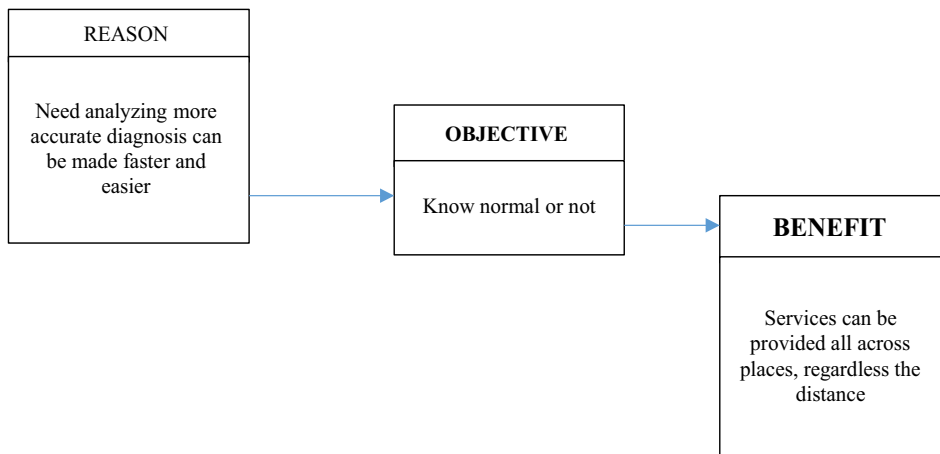 REASON
Need analyzing more
accurate diagnosis can
be made faster and
easier
OBJECTIVE
Know normal or not
BENEFIT
Services can be
provided all across
places, regardless the
distance